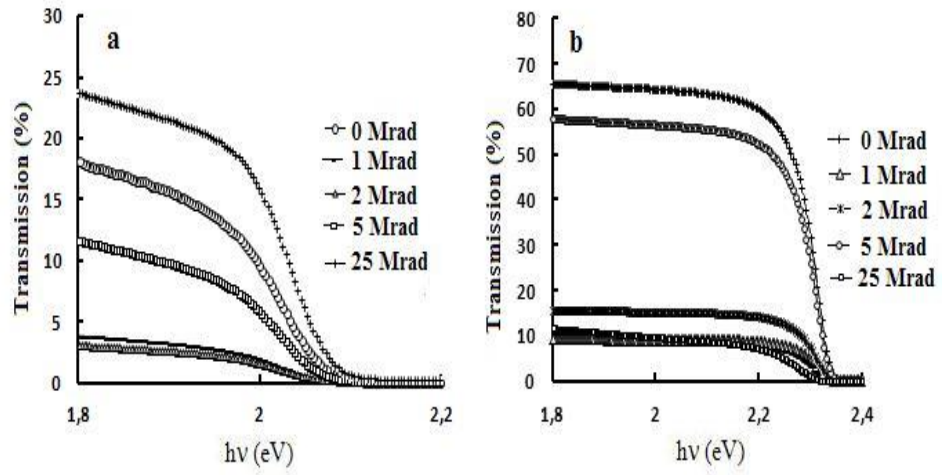 a
Transmission (%)
30
25
20
15
10
5
0
1,8
2
2,2
hν (eV)
0 Mrad
1 Mrad
2 Mrad
5 Mrad
25 Mrad
b
Transmission (%)
80
70
60
50
40
30
20
10
0
1,8
2
2,2
2,4
hν (eV)
0 Mrad
1 Mrad
2 Mrad
5 Mrad
25 Mrad